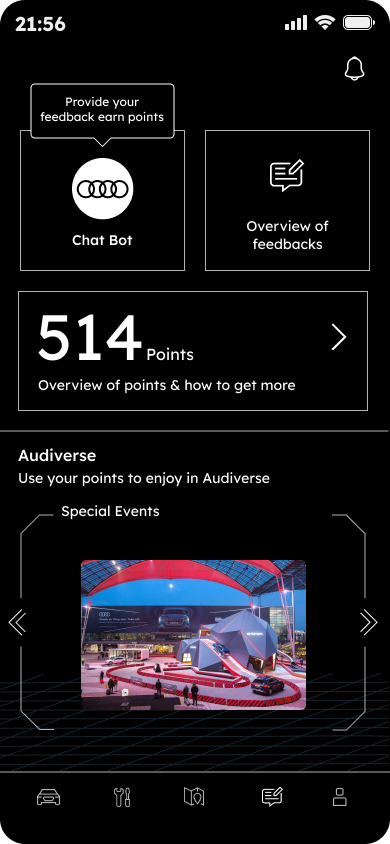 21:56
Provide your
feedback earn points
Chat Bot
Overview of
feedbacks
514 Points
Overview of points & how to get more
Audiverse
Use your points to enjoy in Audiverse
Special Events